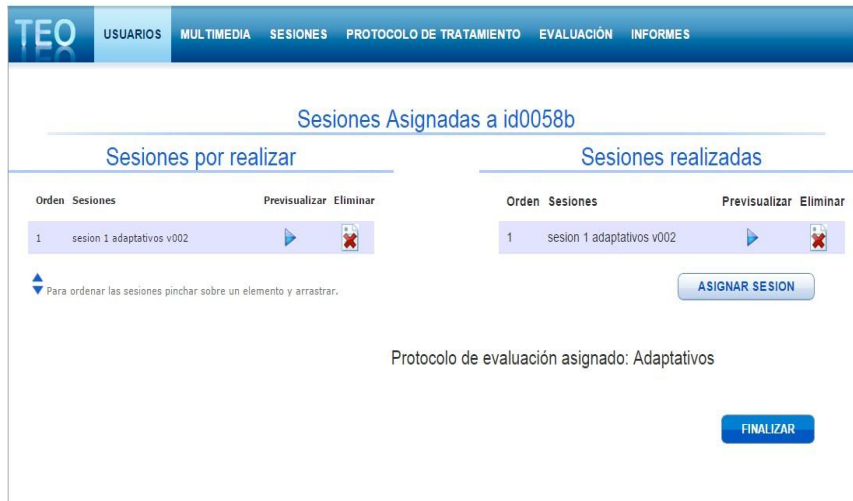 TEO
USUARIOS MULTIMEDIA SESIONES PROTOCOLO DE TRATAMIENTO EVALUACIÓN INFORMES
Sesiones Asignadas a id0058b
Sesiones por realizar
Orden Sesiones Previsualizar Eliminar
1 sesion 1 adaptativos v002
Para ordenar las sesiones pinchar sobre un elemento y arrastrar.
Sesiones realizadas
Orden Sesiones Previsualizar Eliminar
1 sesion 1 adaptativos v002
ASIGNAR SESION
Protocolo de evaluación asignado: Adaptativos
FINALIZAR